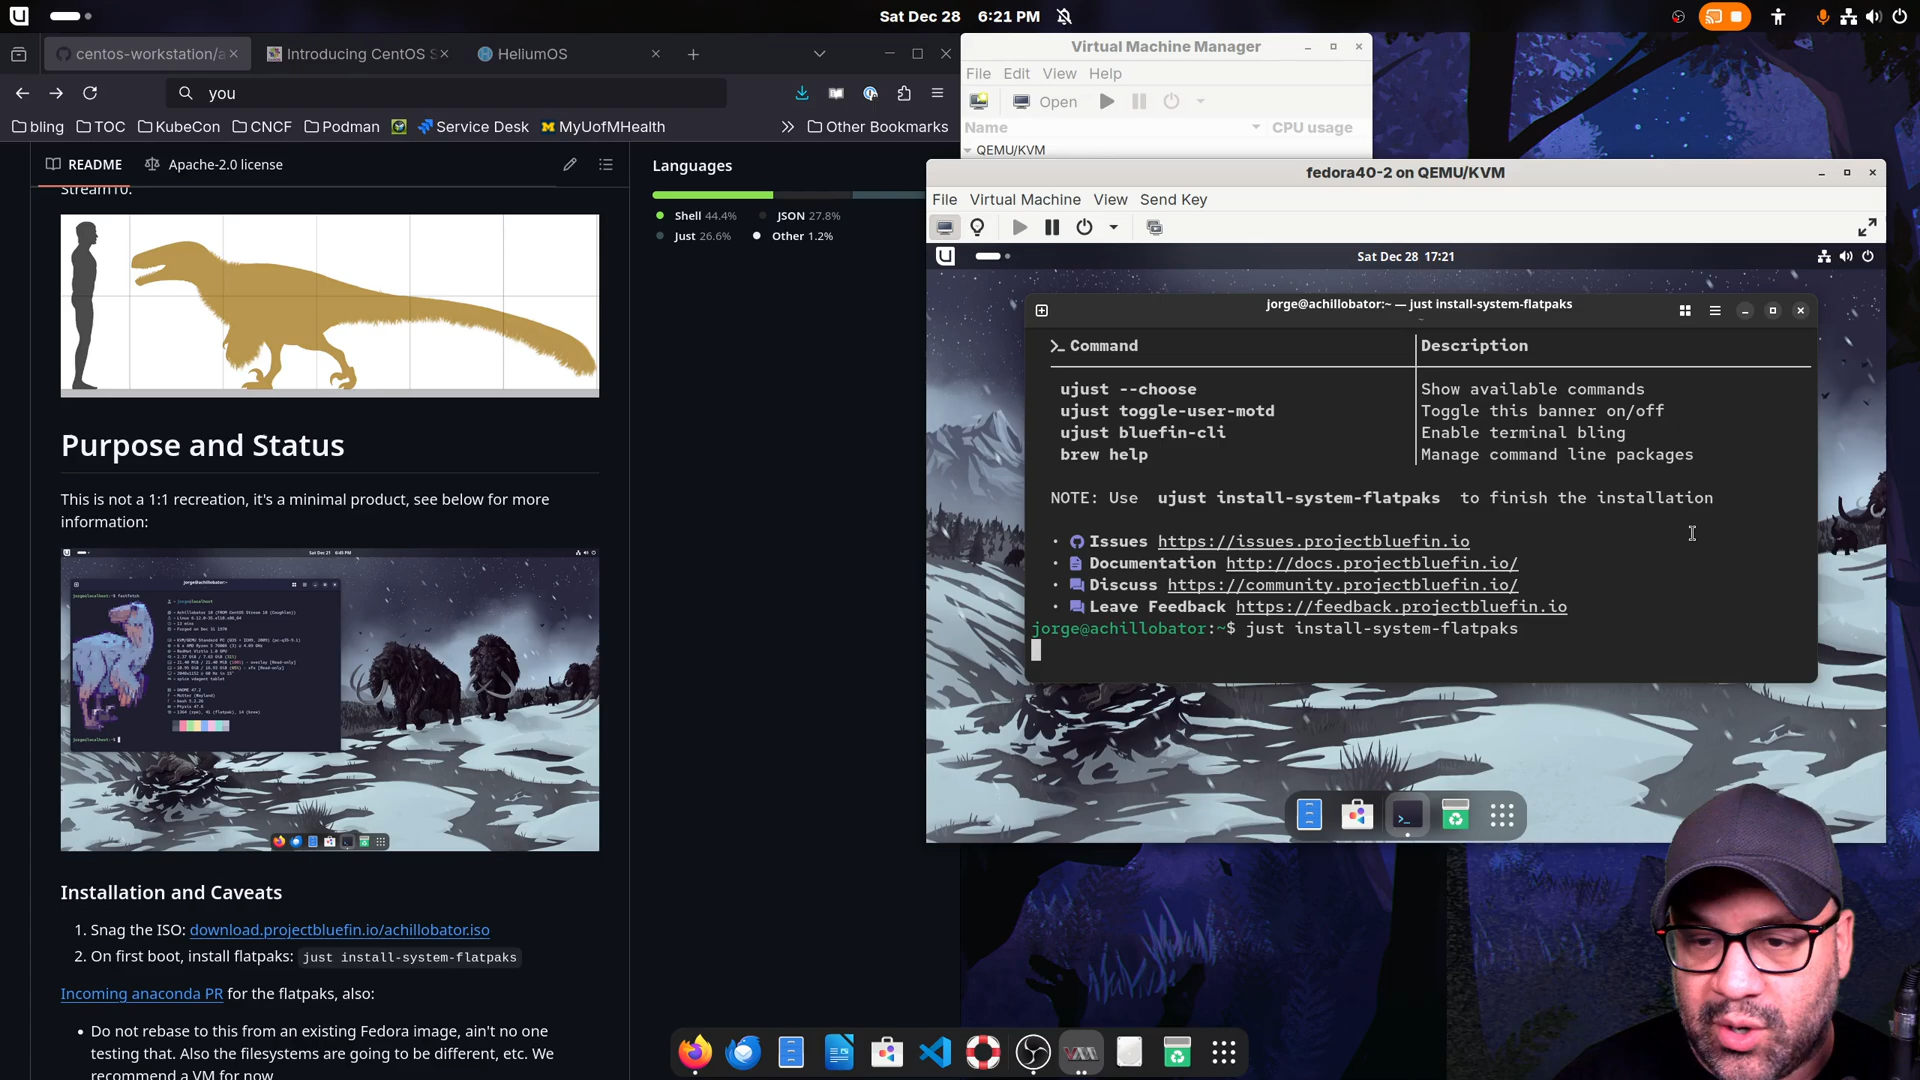 Sat Dec 28 6:21 PM
centos-workstation/a
Introducing CentOS S
HeliumOS
you
bling
TOC
KubeCon
CNCF
Podman
Service Desk
MyUofMHealth
Other Bookmarks
README
Apache-2.0 license
Stream10.
Purpose and Status
This is not a 1:1 recreation, it's a minimal product, see below for more
information:
Installation and Caveats
1. Snag the ISO: download.projectbluefin.io/achillobator.iso
2. On first boot, install flatpaks: just install-system-flatpaks
Incoming anaconda PR for the flatpaks, also:
• Do not rebase to this from an existing Fedora image, ain't no one
testing that. Also the filesystems are going to be different, etc. We
recommend a VM for now
Languages
Shell 44.4%
JSON 27.8%
Just 26.6%
Other 1.2%
Virtual Machine Manager
File Edit View Help
Open
Name
CPU usage
QEMU/KVM
fedora40-2 on QEMU/KVM
File Virtual Machine View Send Key
Sat Dec 28 17:21
jorge@achillobator:~ — just install-system-flatpaks
Command Description
ujust --choose Show available commands
ujust toggle-user-motd Toggle this banner on/off
ujust bluefin-cli Enable terminal bling
brew help Manage command line packages
NOTE: Use ujust install-system-flatpaks to finish the installation
• Issues https://issues.projectbluefin.io
• Documentation http://docs.projectbluefin.io/
• Discuss https://community.projectbluefin.io/
• Leave Feedback https://feedback.projectbluefin.io
jorge@achillobator:~$ just install-system-flatpaks